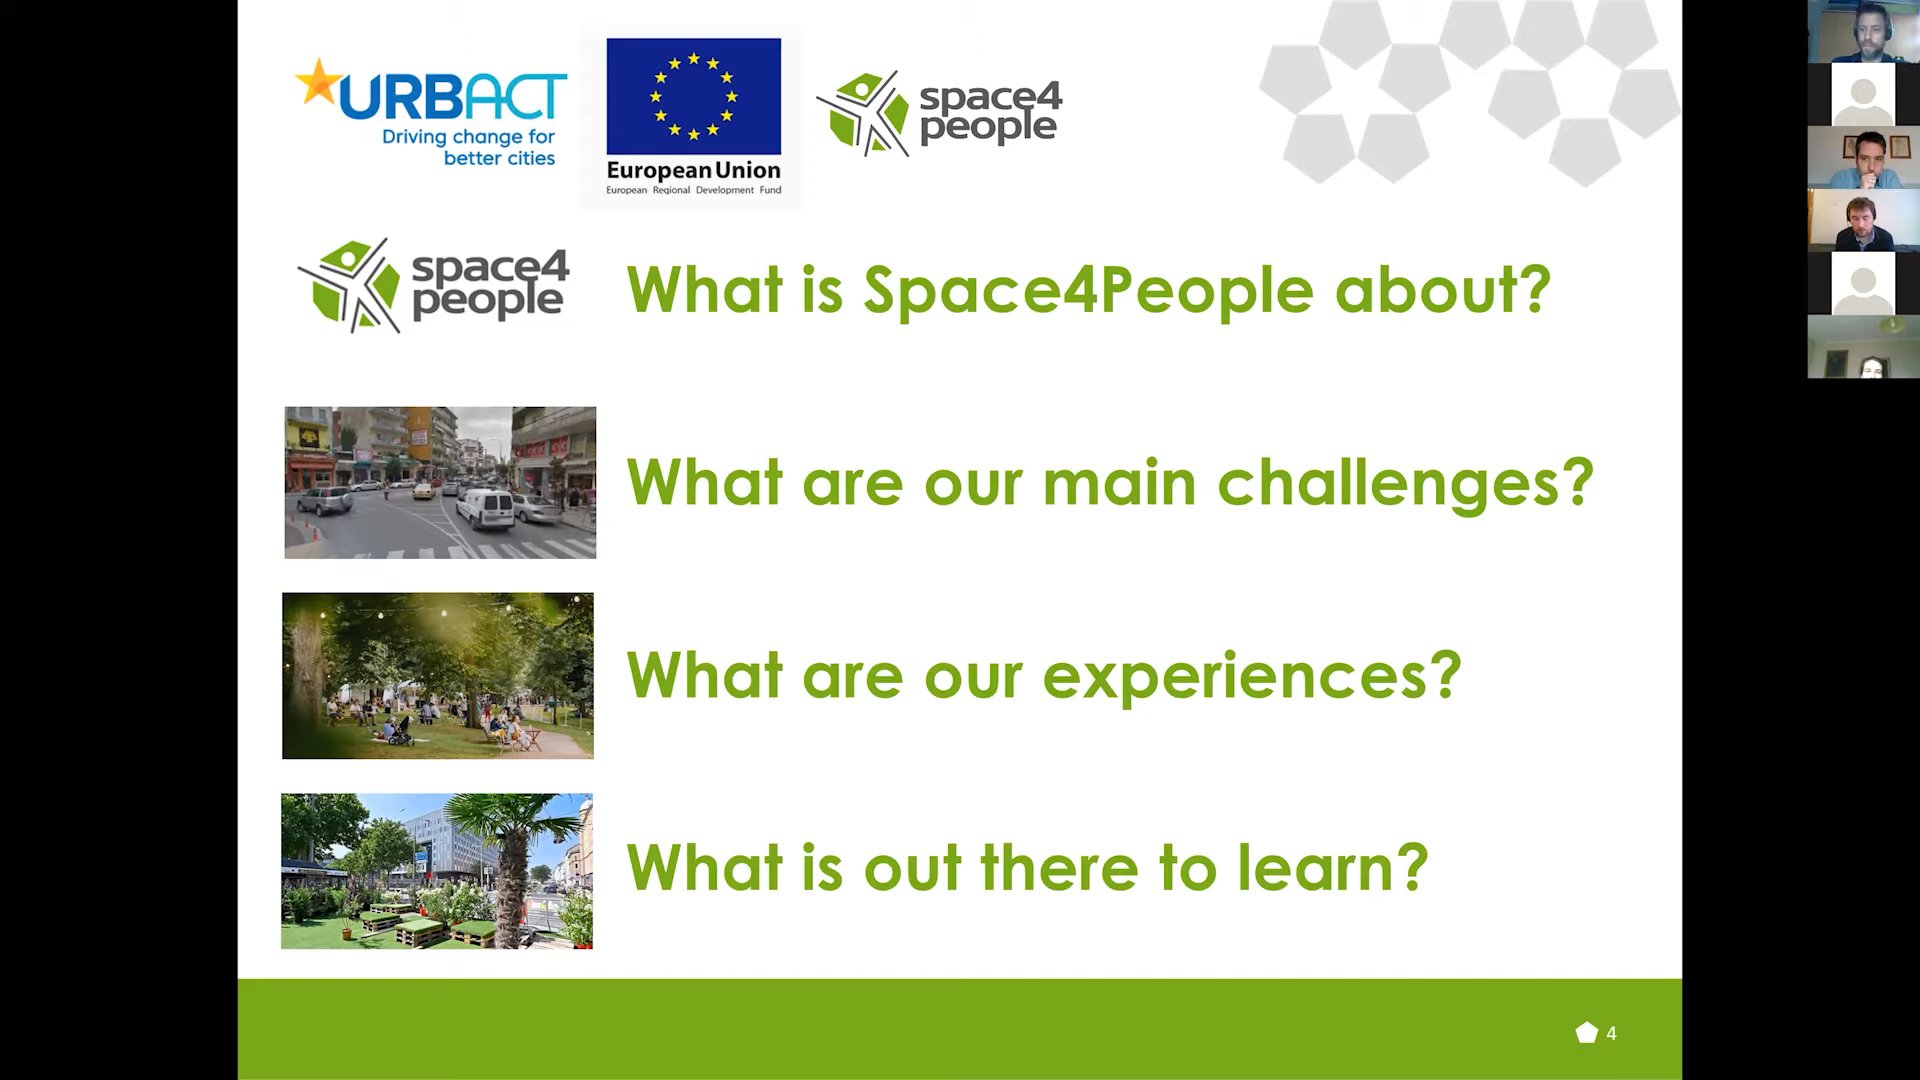 URBACT
Driving change for
better cities
European Union
European Regional Development Fund
space4
people
space4
people
What is Space4People about?
What are our main challenges?
What are our experiences?
What is out there to learn?
4